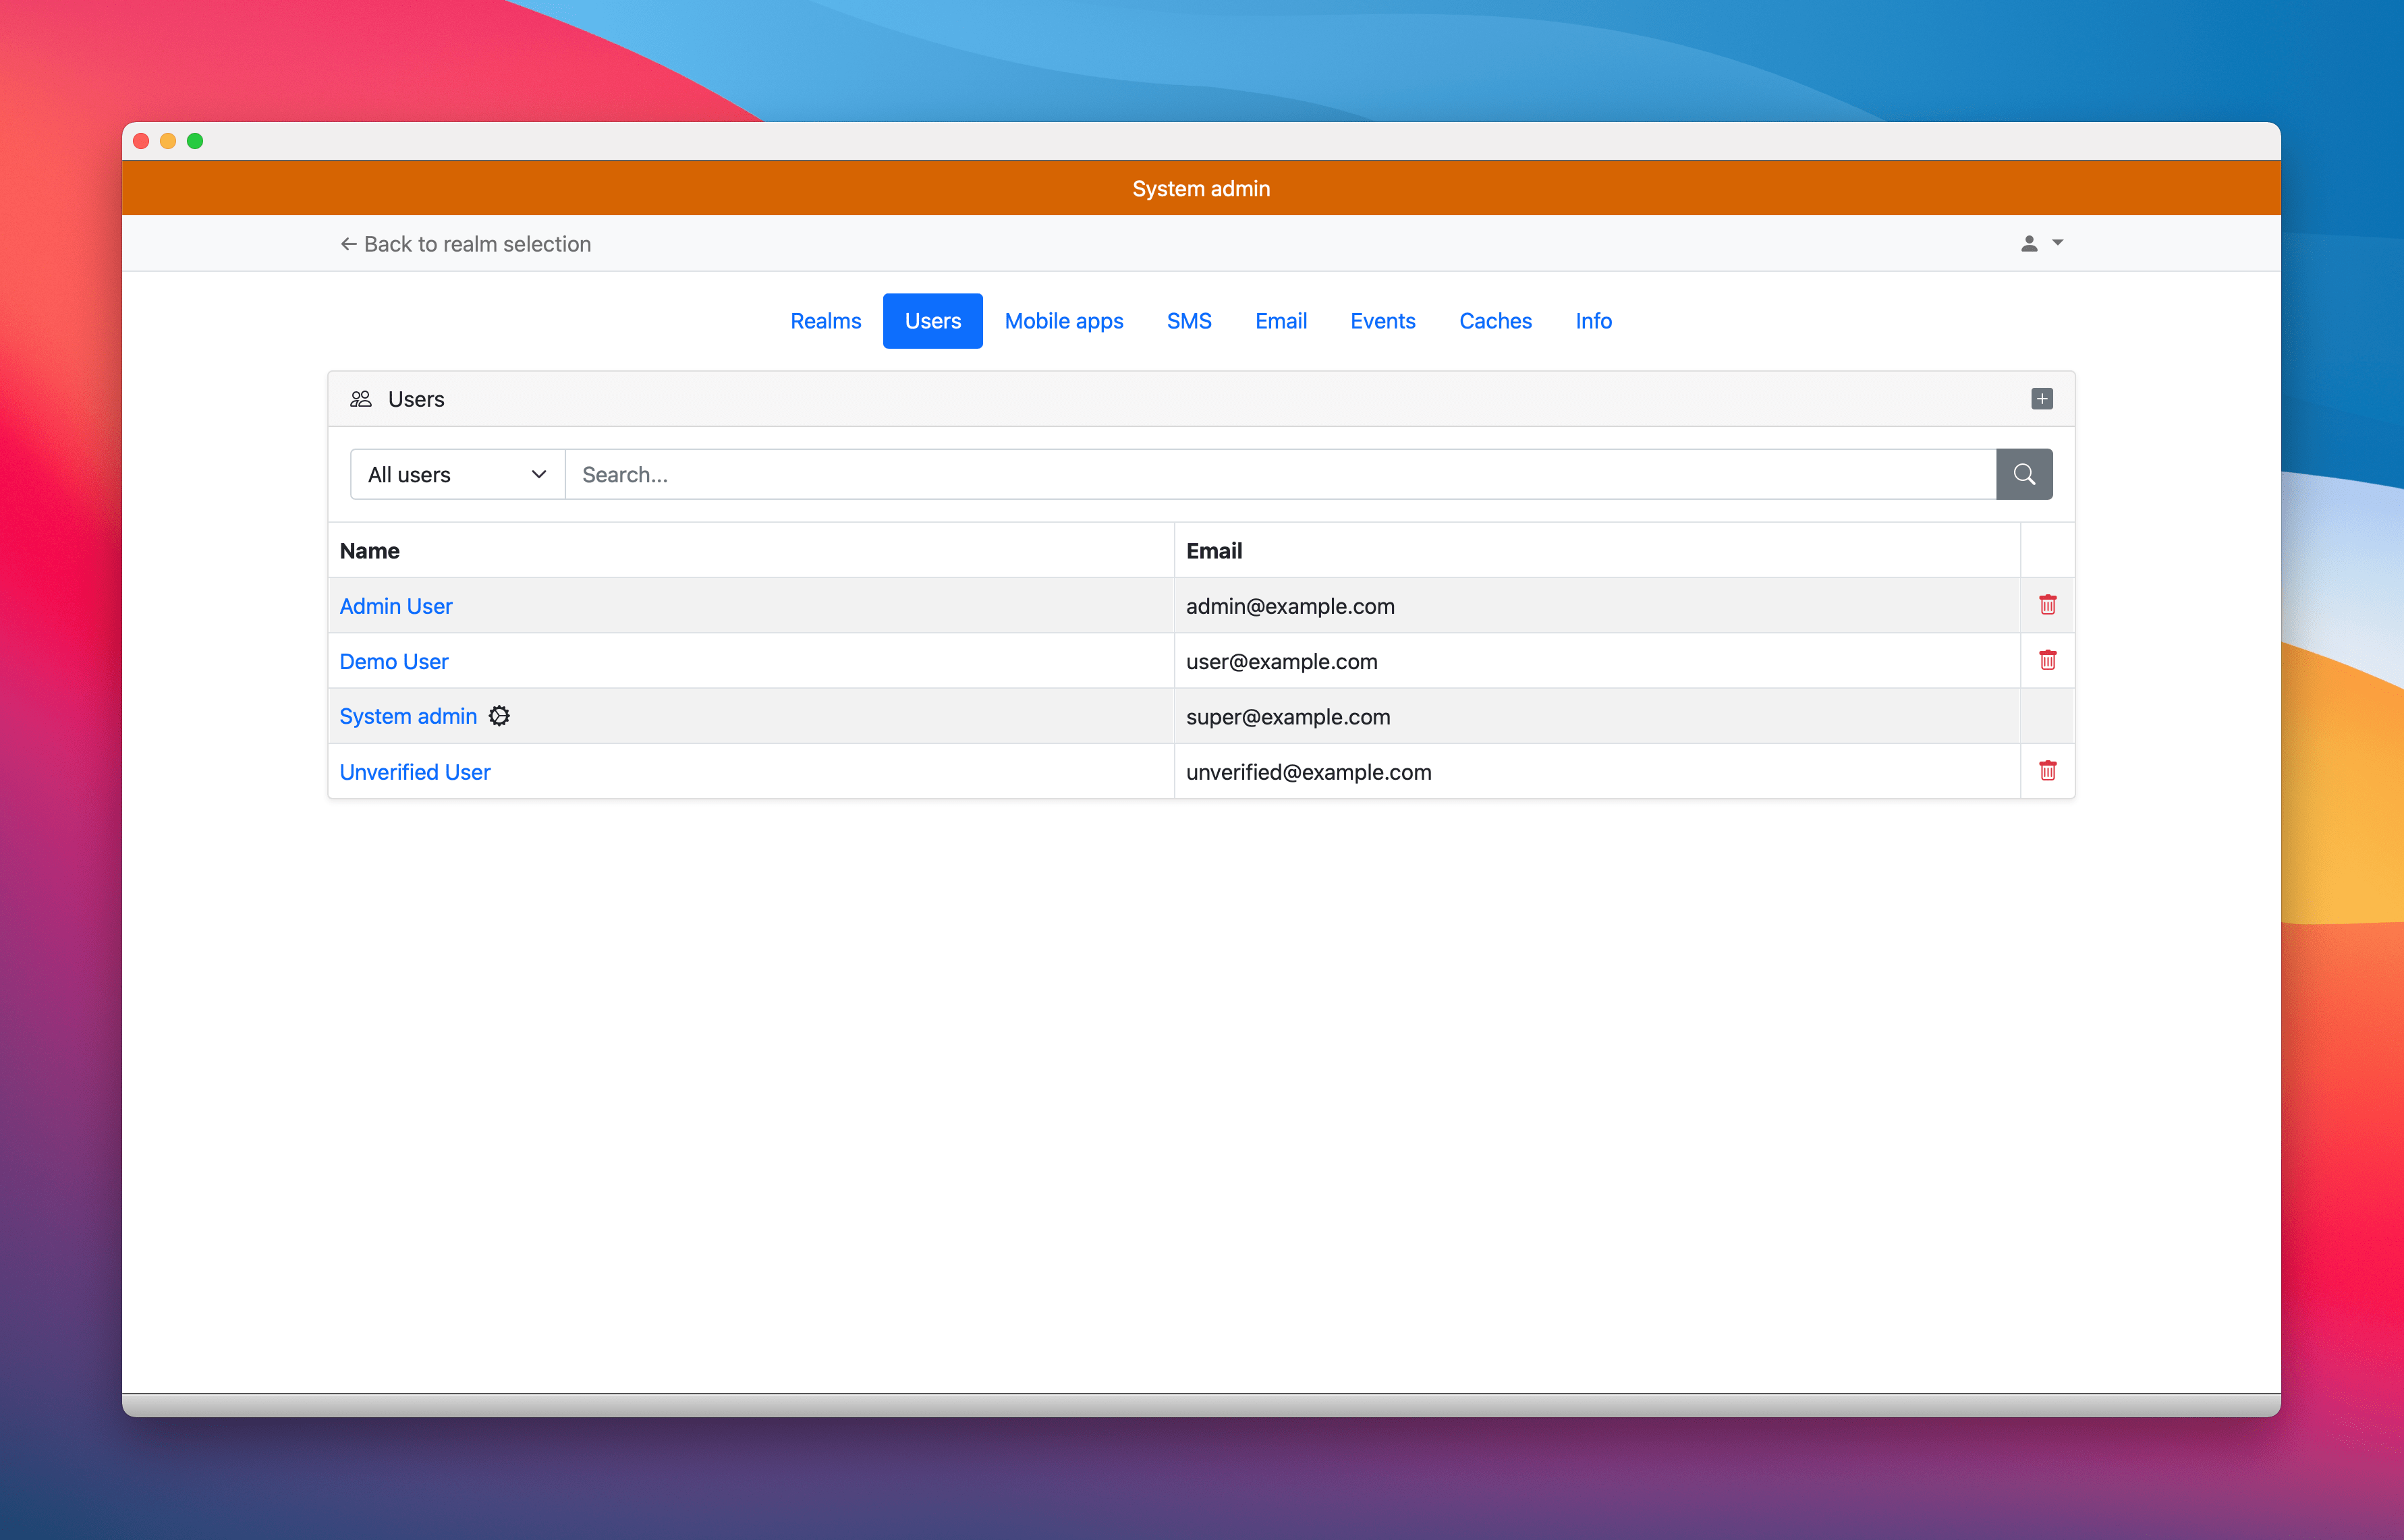 System admin
Back to realm selection
Realms Users Mobile apps SMS Email Events Caches Info
Users
All users Search...
Name Email
Admin User admin@example.com
Demo User user@example.com
System admin super@example.com
Unverified User unverified@example.com